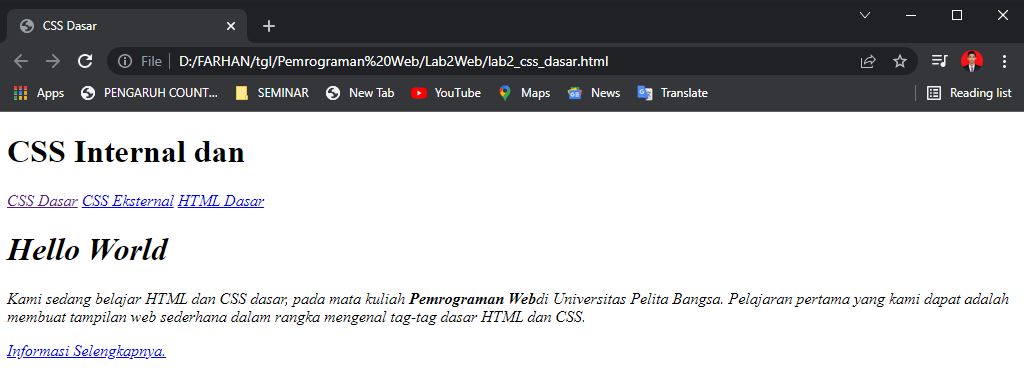 CSS Dasar
File D:/FARHAN/tgl/Pemrograman%20Web/Lab2Web/lab2_css_dasar.html
Apps PENGARUH COUNT... SEMINAR New Tab YouTube Maps News Translate Reading list
CSS Internal dan
CSS Dasar CSS Eksternal HTML Dasar
Hello World
Kami sedang belajar HTML dan CSS dasar, pada mata kuliah Pemrograman Webdi Universitas Pelita Bangsa. Pelajaran pertama yang kami dapat adalah
membuat tampilan web sederhana dalam rangka mengenal tag-tag dasar HTML dan CSS.
Informasi Selengkapnya.